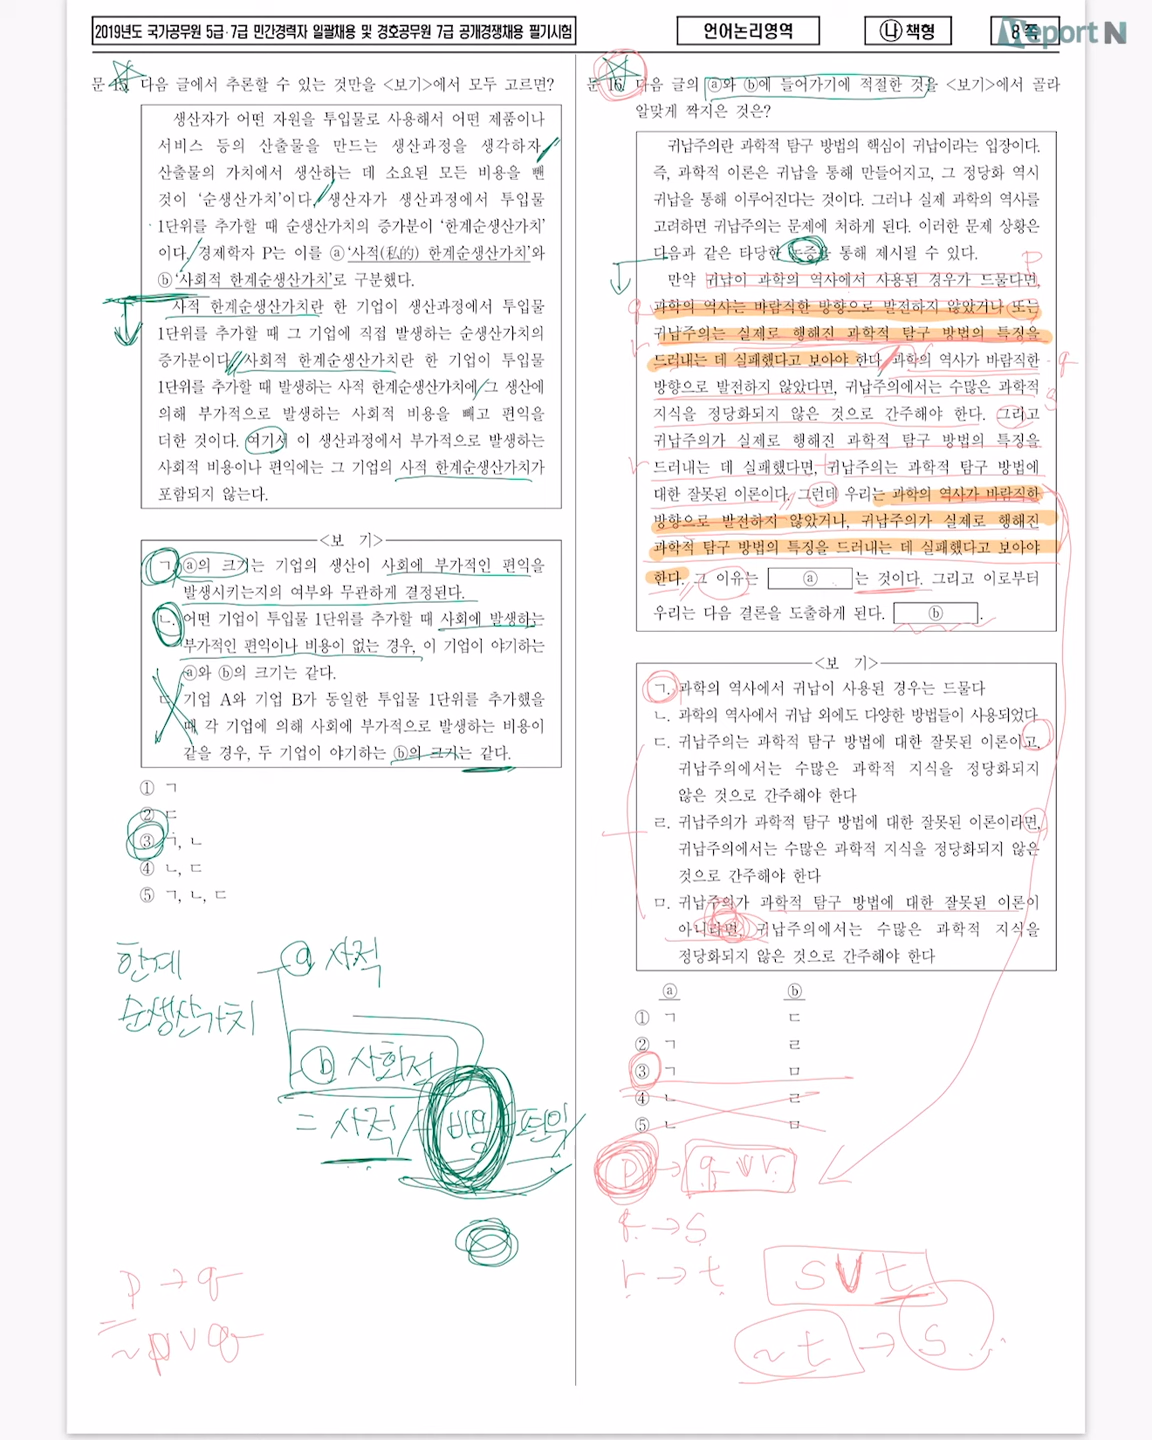 2019년도 국가공무원 5급·7급 민간경력자 일괄채용 및 경호공무원 7급 공개경쟁채용 필기시험
언어논리영역
㉯ 책형
8 쪽
Report N
문 15. 다음 글에서 추론할 수 있는 것만을 <보기>에서 모두 고르면?
생산자가 어떤 자원을 투입물로 사용해서 어떤 제품이나
서비스 등의 산출물을 만드는 생산과정을 생각하자.
산출물의 가치에서 생산하는 데 소요된 모든 비용을 뺀
것이 ‘순생산가치’이다. 생산자가 생산과정에서 투입물
1단위를 추가할 때 순생산가치의 증가분이 ‘한계순생산가치’
이다. 경제학자 P는 이를 ⓐ ‘사적(私的) 한계순생산가치’와
ⓑ ‘사회적 한계순생산가치’로 구분했다.
사적 한계순생산가치란 한 기업이 생산과정에서 투입물
1단위를 추가할 때 그 기업에 직접 발생하는 순생산가치의
증가분이다. 사회적 한계순생산가치란 한 기업이 투입물
1단위를 추가할 때 발생하는 사적 한계순생산가치에 그 생산에
의해 부가적으로 발생하는 사회적 비용을 빼고 편익을
더한 것이다. 여기서 이 생산과정에서 부가적으로 발생하는
사회적 비용이나 편익에는 그 기업의 사적 한계순생산가치가
포함되지 않는다.
<보 기>
ㄱ. ⓐ의 크기는 기업의 생산이 사회에 부가적인 편익을
발생시키는지의 여부와 무관하게 결정된다.
ㄴ. 어떤 기업이 투입물 1단위를 추가할 때 사회에 발생하는
부가적인 편익이나 비용이 없는 경우, 이 기업이 야기하는
ⓐ와 ⓑ의 크기는 같다.
ㄷ. 기업 A와 기업 B가 동일한 투입물 1단위를 추가했을
때 각 기업에 의해 사회에 부가적으로 발생하는 비용이
같을 경우, 두 기업이 야기하는 ⓑ의 크기는 같다.
① ㄱ
② ㄷ
③ ㄱ, ㄴ
④ ㄴ, ㄷ
⑤ ㄱ, ㄴ, ㄷ
한계
순생산가치
ⓐ 사적
ⓑ 사회적
= 사적 - 비용 + 편익
p → q
= ~p ∨ q
문 16. 다음 글의 ⓐ와 ⓑ에 들어가기에 적절한 것을 <보기>에서 골라
알맞게 짝지은 것은?
귀납주의란 과학적 탐구 방법의 핵심이 귀납이라는 입장이다.
즉, 과학적 이론은 귀납을 통해 만들어지고, 그 정당화 역시
귀납을 통해 이루어진다는 것이다. 그러나 실제 과학의 역사를
고려하면 귀납주의는 문제에 처하게 된다. 이러한 문제 상황은
다음과 같은 타당한 논증을 통해 제시될 수 있다.
p
만약 귀납이 과학의 역사에서 사용된 경우가 드물다면,
q
과학의 역사는 바람직한 방향으로 발전하지 않았거나 또는
귀납주의는 실제로 행해진 과학적 탐구 방법의 특징을
r
드러내는 데 실패했다고 보아야 한다. 과학의 역사가 바람직한
q
방향으로 발전하지 않았다면, 귀납주의에서는 수많은 과학적
s
지식을 정당화되지 않은 것으로 간주해야 한다. 그리고
귀납주의가 실제로 행해진 과학적 탐구 방법의 특징을
r
드러내는 데 실패했다면, 귀납주의는 과학적 탐구 방법에
t
대한 잘못된 이론이다. 그런데 우리는 과학의 역사가 바람직한
방향으로 발전하지 않았거나, 귀납주의가 실제로 행해진
과학적 탐구 방법의 특징을 드러내는 데 실패했다고 보아야
한다. 그 이유는 ⓐ 는 것이다. 그리고 이로부터
우리는 다음 결론을 도출하게 된다. ⓑ .
<보 기>
ㄱ. 과학의 역사에서 귀납이 사용된 경우는 드물다
ㄴ. 과학의 역사에서 귀납 외에도 다양한 방법들이 사용되었다
ㄷ. 귀납주의는 과학적 탐구 방법에 대한 잘못된 이론이고,
귀납주의에서는 수많은 과학적 지식을 정당화되지
않은 것으로 간주해야 한다
ㄹ. 귀납주의가 과학적 탐구 방법에 대한 잘못된 이론이라면,
귀납주의에서는 수많은 과학적 지식을 정당화되지 않은
것으로 간주해야 한다
ㅁ. 귀납주의가 과학적 탐구 방법에 대한 잘못된 이론이
아니라면, 귀납주의에서는 수많은 과학적 지식을
정당화되지 않은 것으로 간주해야 한다
ⓐ ⓑ
① ㄱ ㄷ
② ㄱ ㄹ
③ ㄱ ㅁ
④ ㄴ ㄹ
⑤ ㄴ ㅁ
p → q ∨ r
q → s
r → t
s ∨ t
~t → s